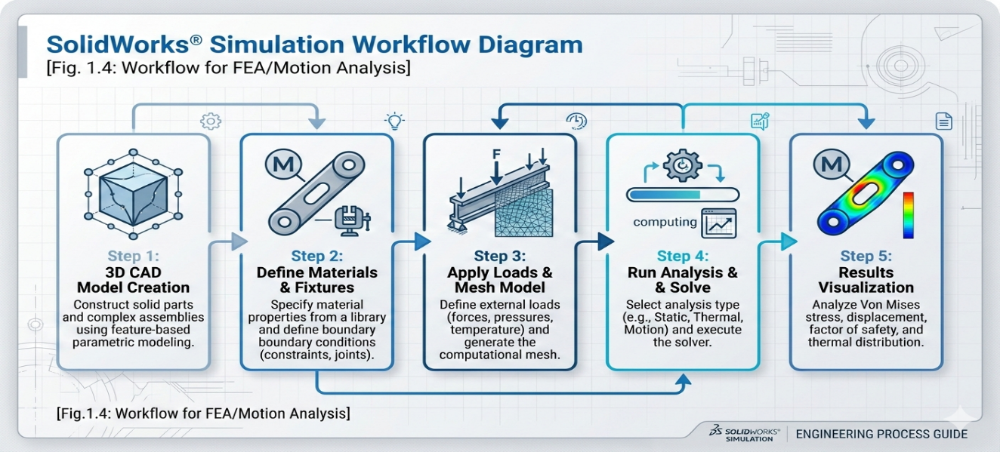 SolidWorks® Simulation Workflow Diagram
[Fig. 1.4: Workflow for FEA/Motion Analysis]
M
Step 1:
3D CAD
Model Creation
Construct solid parts
and complex assemblies
using feature-based
parametric modeling.
Step 2:
Define Materials
& Fixtures
Specify material
properties from a library
and define boundary
boundary conditions
(constraints, joints).
F
Step 3:
Apply Loads &
Mesh Model
Define external loads
(forces, pressures,
temperature) and
generate the
computational mesh.
computing
Step 4:
Run Analysis &
& Solve
Select analysis type
(e.g., Static, Thermal,
Motion) and execute
the solver.
M
Step 5:
Results
Visualization
Analyze Von Mises
stress, displacement,
factor of safety, and
thermal distribution.
[Fig.1.4: Workflow for FEA/Motion Analysis]
SOLIDWORKS®
SIMULATION
ENGINEERING PROCESS GUIDE